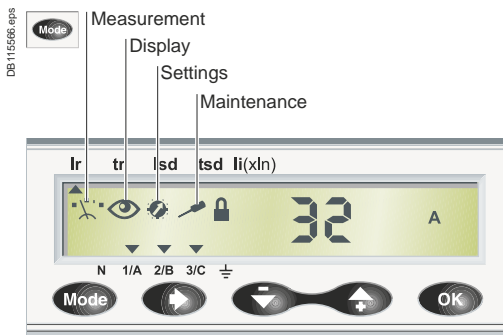 DB115566.eps
Mode
Measurement
Display
Settings
Maintenance
Ir tr Isd tsd Ii(xIn)
32 A
N 1/A 2/B 3/C
Mode OK